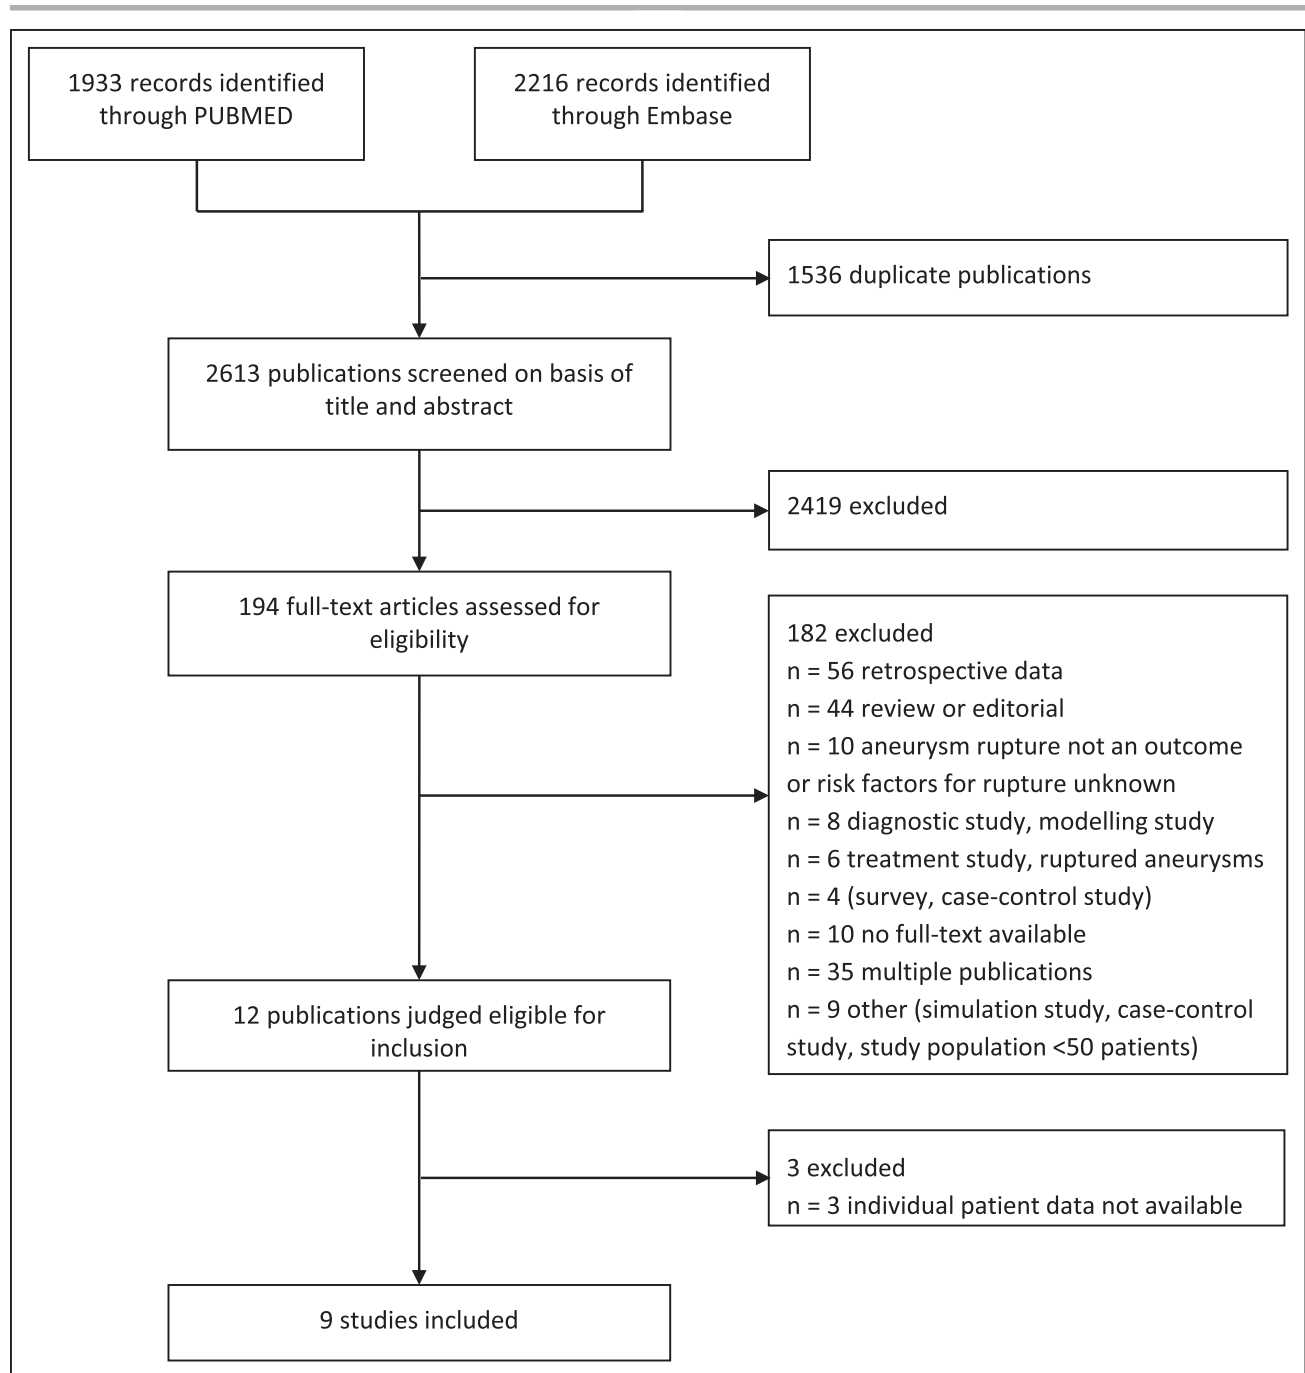 1933 records identified
through PUBMED
2216 records identified
through Embase
1536 duplicate publications
2613 publications screened on basis of
title and abstract
2419 excluded
194 full-text articles assessed for
eligibility
182 excluded
n = 56 retrospective data
n = 44 review or editorial
n = 10 aneurysm rupture not an outcome
or risk factors for rupture unknown
n = 8 diagnostic study, modelling study
n = 6 treatment study, ruptured aneurysms
n = 4 (survey, case-control study)
n = 10 no full-text available
n = 35 multiple publications
n = 9 other (simulation study, case-control
study, study population <50 patients)
12 publications judged eligible for
inclusion
3 excluded
n = 3 individual patient data not available
9 studies included